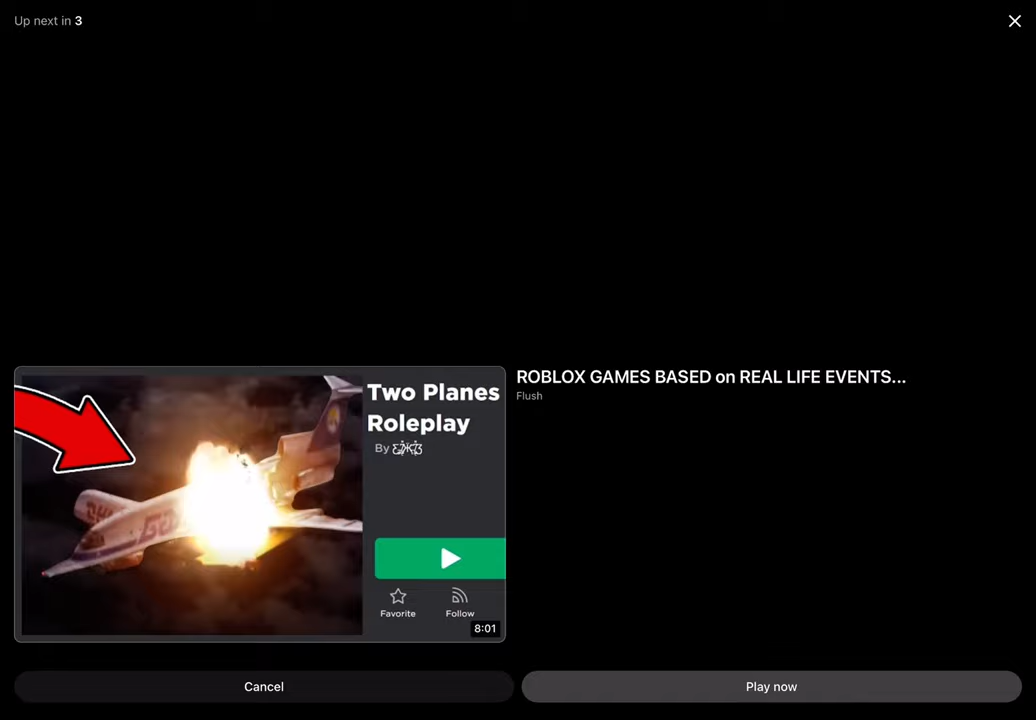 Up next in 3
ROBLOX GAMES BASED on REAL LIFE EVENTS...
Flush
Two Planes
Roleplay
By
Favorite
Follow
8:01
Cancel
Play now